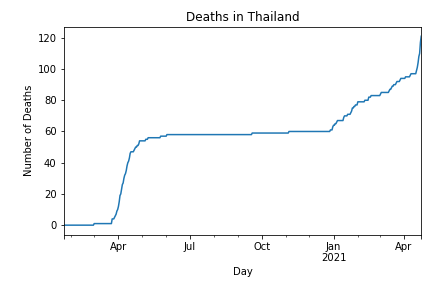 Deaths in Thailand
120
100
80
60
40
20
0
Number of Deaths
Apr
Jul
Oct
Jan
2021
Apr
Day